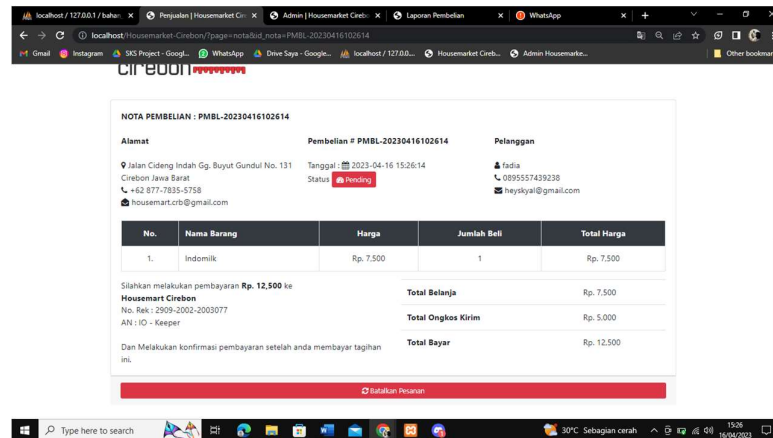 localhost / 127.0.0.1 / bahan
Penjualan | Housemarket Cir
Admin | Housemarket Cirebo
Laporan Pembelian
WhatsApp
localhost/Housemarket-Cirebon/?page=nota&id_nota=PMBL-20230416102614
Gmail
Instagram
SKS Project - Googl...
WhatsApp
Drive Saya - Google...
localhost / 127.0.0....
Housemarket Cireb...
Admin Housemarke...
Other bookmar
cirebon
NOTA PEMBELIAN : PMBL-20230416102614
Alamat
Jalan Cideng Indah Gg. Buyut Gundul No. 131
Cirebon Jawa Barat
+62 877-7835-5758
housemart.crb@gmail.com
Pembelian # PMBL-20230416102614
Tanggal : 2023-04-16 15:26:14
Status Pending
Pelanggan
fadia
0895557439238
heyskyal@gmail.com
No. Nama Barang Harga Jumlah Beli Total Harga
1. Indomilk Rp. 7,500 1 Rp. 7,500
Silahkan melakukan pembayaran Rp. 12,500 ke
Housemart Cirebon
No. Rek : 2909-2002-2003077
AN : IO - Keeper
Dan Melakukan konfirmasi pembayaran setelah anda membayar tagihan
ini.
Total Belanja Rp. 7,500
Total Ongkos Kirim Rp. 5,000
Total Bayar Rp. 12,500
Batalkan Pesanan
Type here to search
30°C Sebagian cerah
15:26
16/04/2023